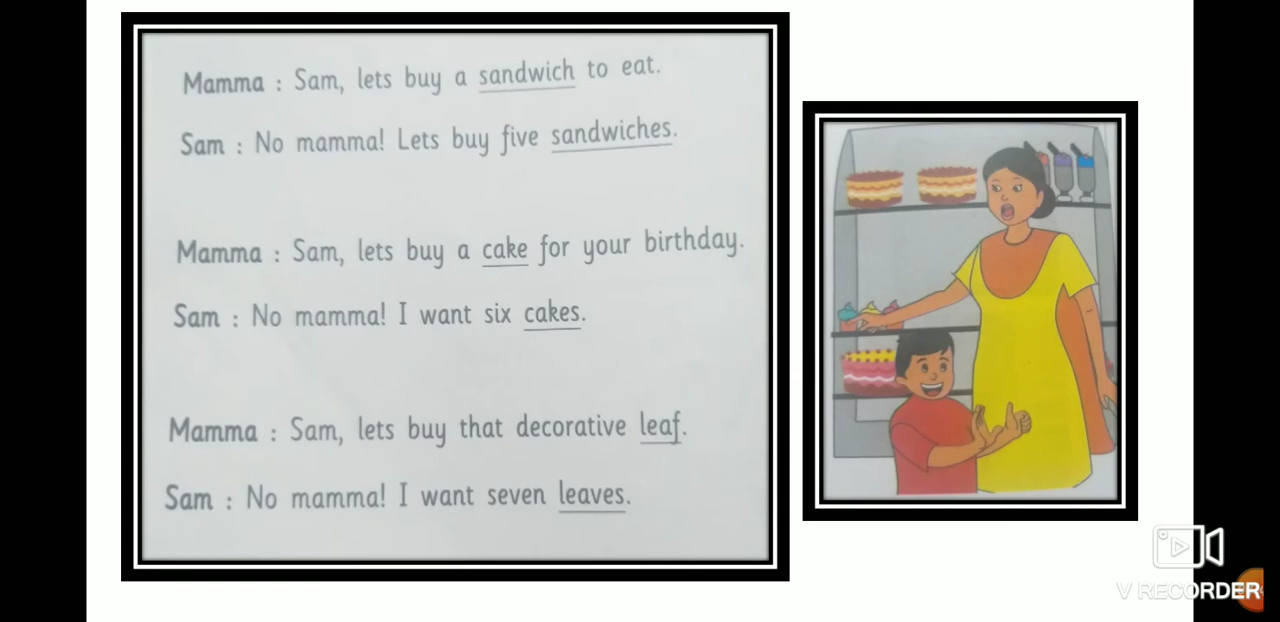 Mamma : Sam, lets buy a sandwich to eat.
Sam : No mamma! Lets buy five sandwiches.
Mamma : Sam, lets buy a cake for your birthday.
Sam : No mamma! I want six cakes.
Mamma : Sam, lets buy that decorative leaf.
Sam : No mamma! I want seven leaves.
V RECORDER